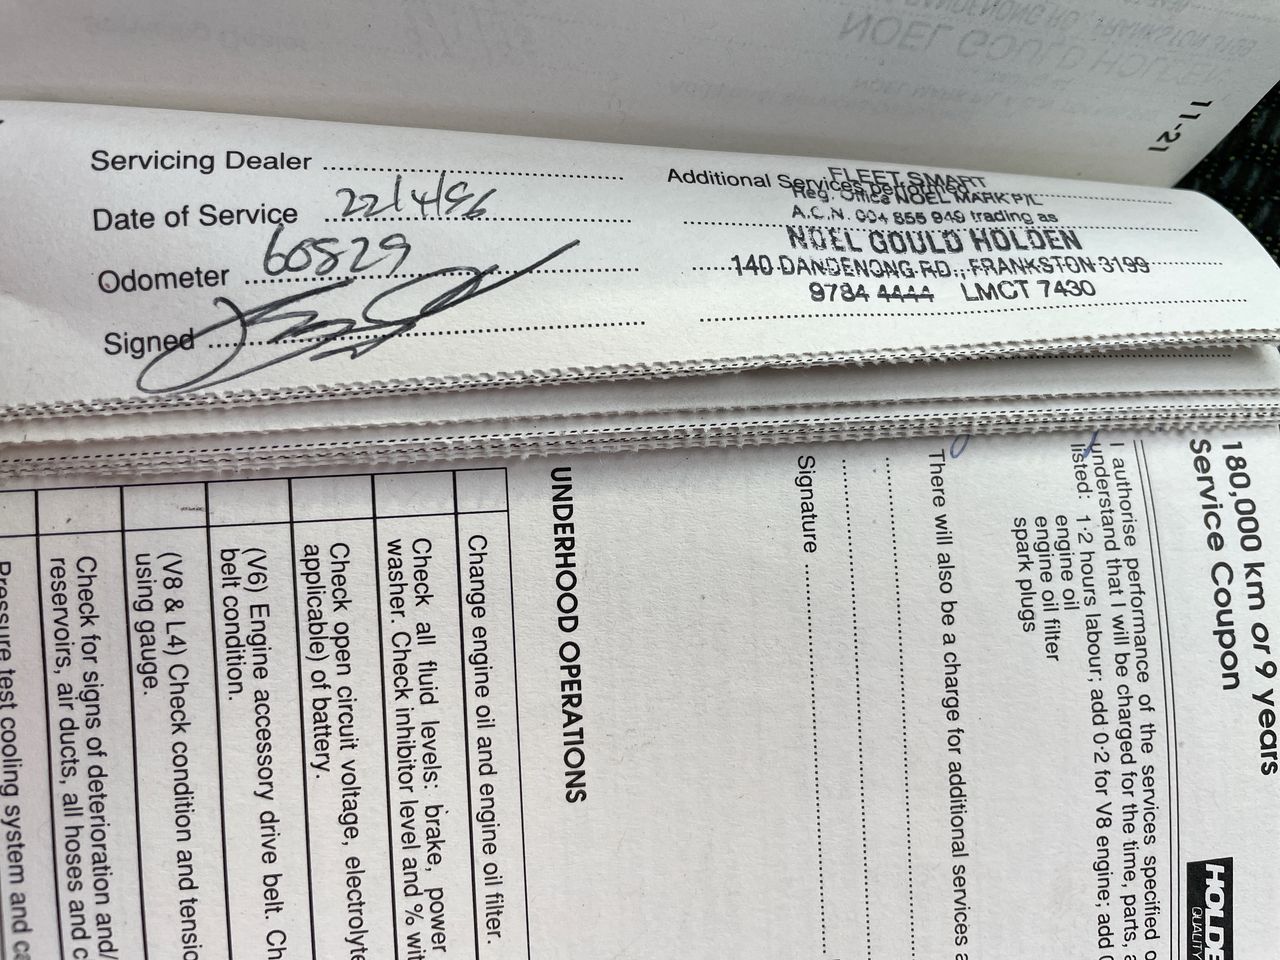 11-21
Servicing Dealer
Date of Service 22/4/96
Odometer 60829
Signed
Additional Services performed
FLEET SMART
Reg. Office NOEL MARK P/L
A.C.N. 004 855 949 trading as
NOEL GOULD HOLDEN
140 DANDENONG RD., FRANKSTON 3199
9784 4444 LMCT 7430
180,000 km or 9 years
Service Coupon
HOLDE
QUALITY
I authorise performance of the services specified
understand that I will be charged for the time, parts,
listed: 1·2 hours labour; add 0·2 for V8 engine; add
engine oil
engine oil filter
spark plugs
There will also be a charge for additional services
Signature
UNDERHOOD OPERATIONS
Change engine oil and engine oil filter.
Check all fluid levels: brake, power
washer. Check inhibitor level and % wit
Check open circuit voltage, electrolyte
applicable) of battery.
(V6) Engine accessory drive belt. Ch
belt condition.
(V8 & L4) Check condition and tensio
using gauge.
Check for signs of deterioration and/
reservoirs, air ducts, all hoses and c
Pressure test cooling system and ca